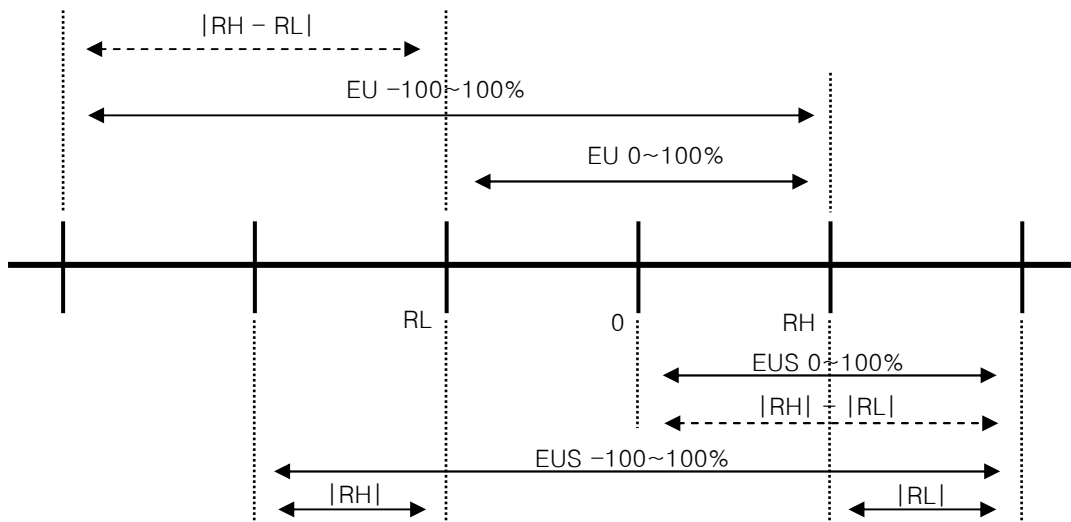 |RH – RL|
EU –100~100%
EU 0~100%
RL
0
RH
EUS 0~100%
|RH| – |RL|
EUS –100~100%
|RH|
|RL|